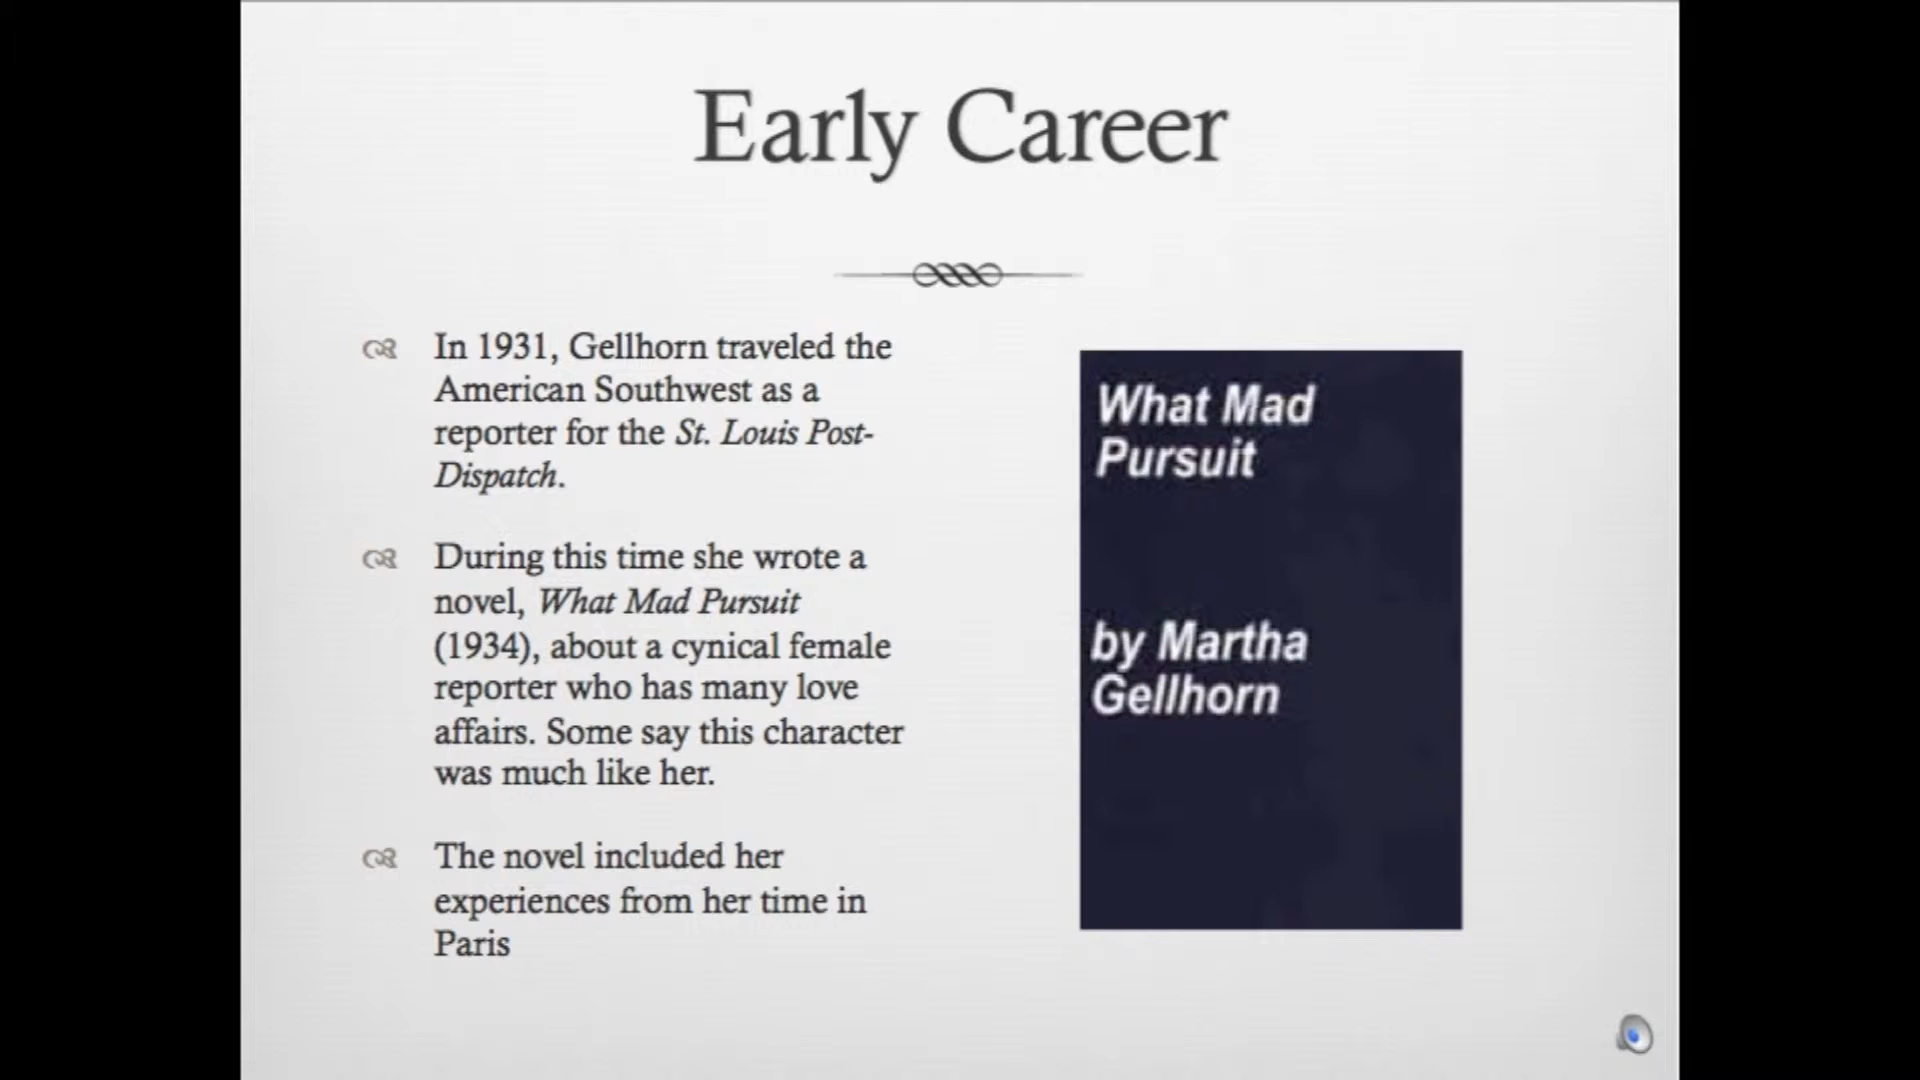 Early Career
In 1931, Gellhorn traveled the
American Southwest as a
reporter for the St. Louis Post-
Dispatch.
During this time she wrote a
novel, What Mad Pursuit
(1934), about a cynical female
reporter who has many love
affairs. Some say this character
was much like her.
The novel included her
experiences from her time in
Paris
What Mad
Pursuit
by Martha
Gellhorn